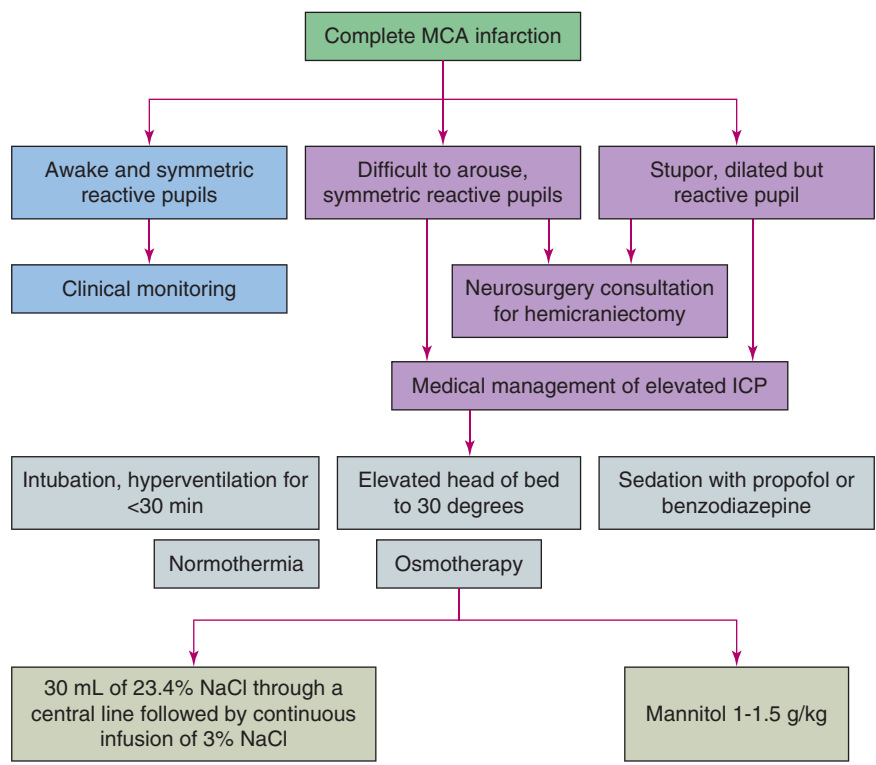 Complete MCA infarction
Awake and symmetric
reactive pupils
Difficult to arouse,
symmetric reactive pupils
Stupor, dilated but
reactive pupil
Clinical monitoring
Neurosurgery consultation
for hemicraniectomy
Medical management of elevated ICP
Intubation, hyperventilation for
<30 min
Elevated head of bed
to 30 degrees
Sedation with propofol or
benzodiazepine
Normothermia
Osmotherapy
30 mL of 23.4% NaCl through a
central line followed by continuous
infusion of 3% NaCl
Mannitol 1-1.5 g/kg